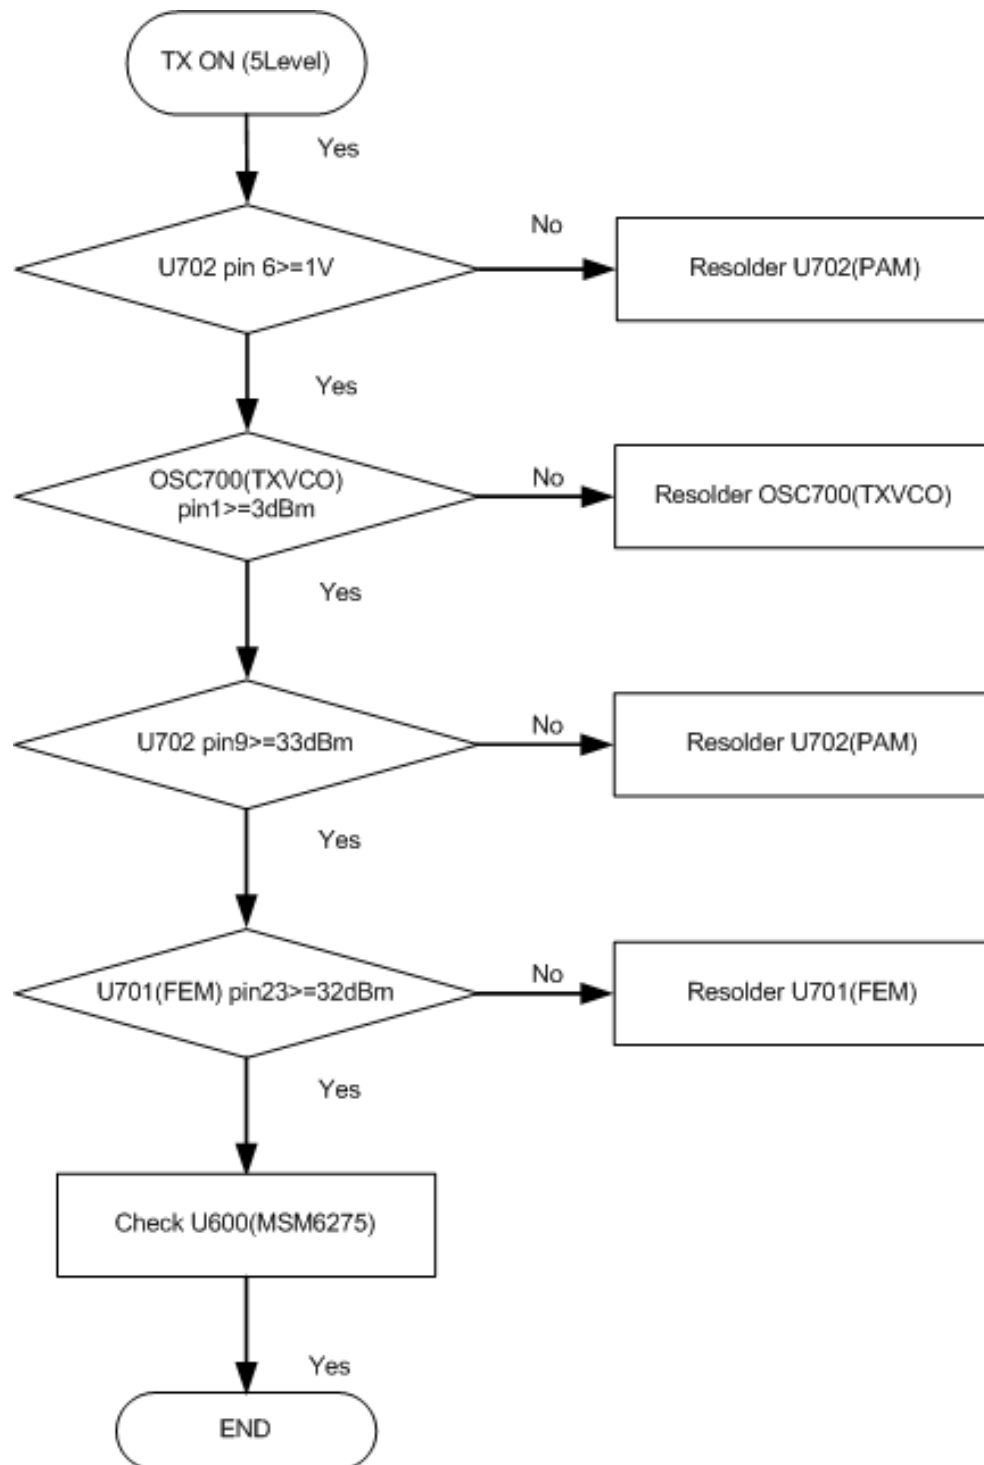 TX ON (5Level)
Yes
U702 pin 6>=1V
No
Resolder U702(PAM)
Yes
OSC700(TXVCO)
pin1>=3dBm
No
Resolder OSC700(TXVCO)
Yes
U702 pin9>=33dBm
No
Resolder U702(PAM)
Yes
U701(FEM) pin23>=32dBm
No
Resolder U701(FEM)
Yes
Check U600(MSM6275)
Yes
END